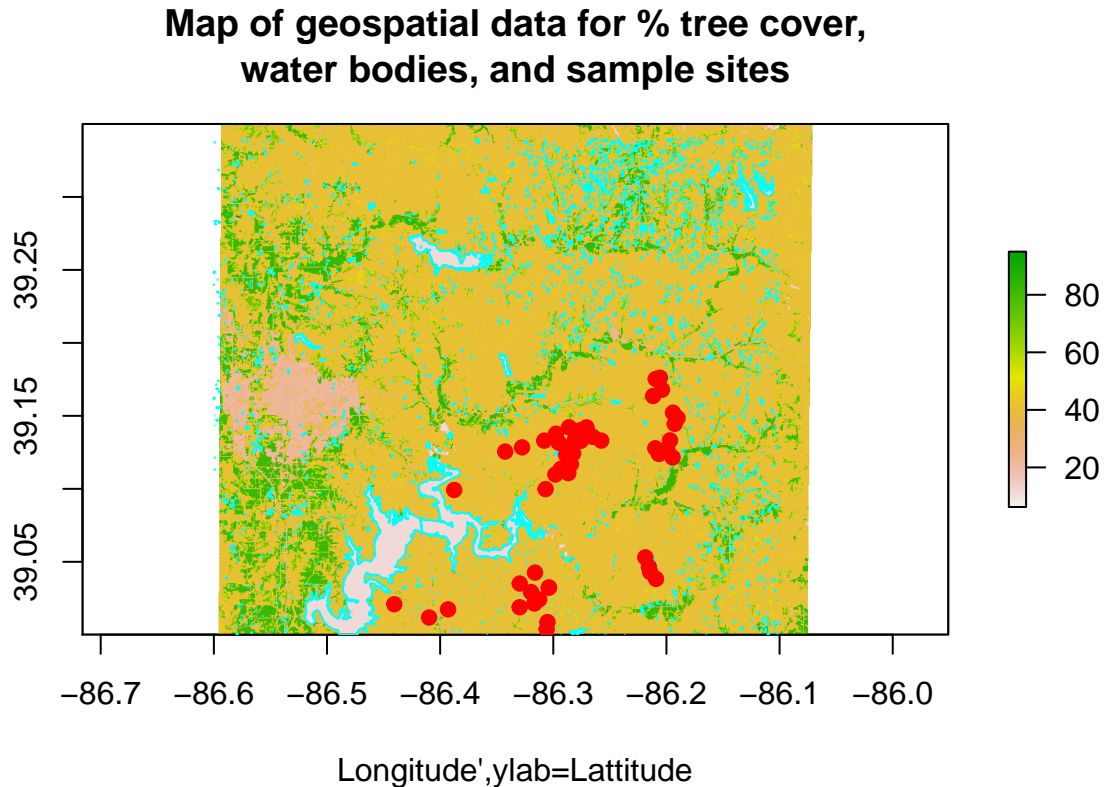 Map of geospatial data for % tree cover,
water bodies, and sample sites
39.25
39.15
39.05
80
60
40
20
−86.7 −86.6 −86.5 −86.4 −86.3 −86.2 −86.1 −86.0
Longitude',ylab=Lattitude